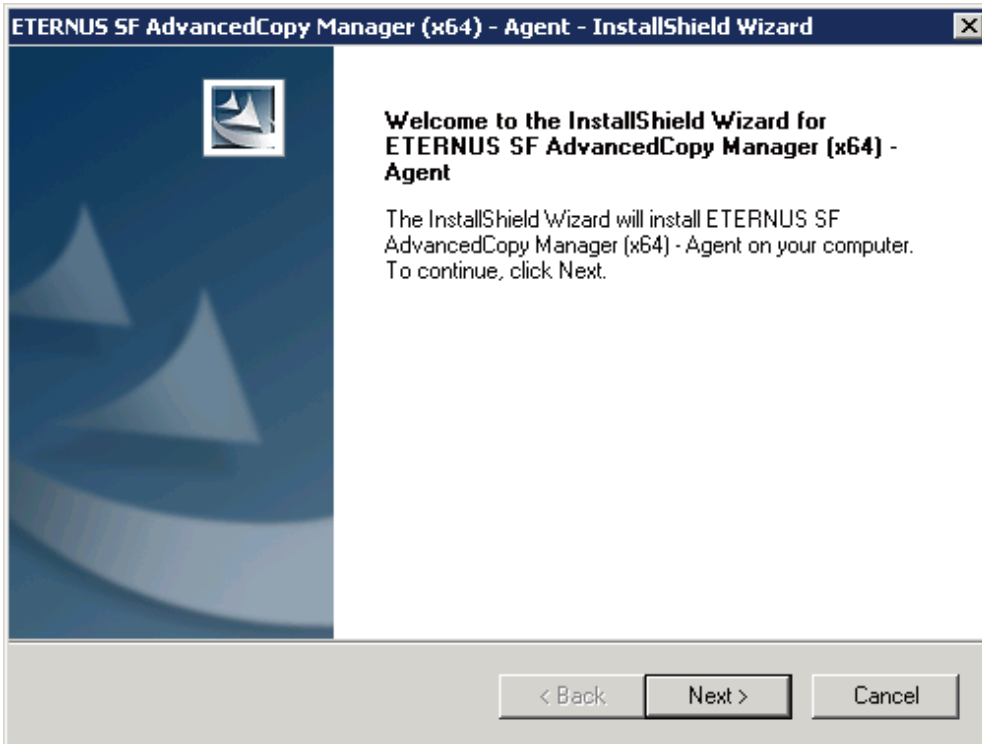 ETERNUS SF AdvancedCopy Manager (x64) - Agent - InstallShield Wizard
Welcome to the InstallShield Wizard for
ETERNUS SF AdvancedCopy Manager (x64) -
Agent
The InstallShield Wizard will install ETERNUS SF
AdvancedCopy Manager (x64) - Agent on your computer.
To continue, click Next.
< Back
Next >
Cancel